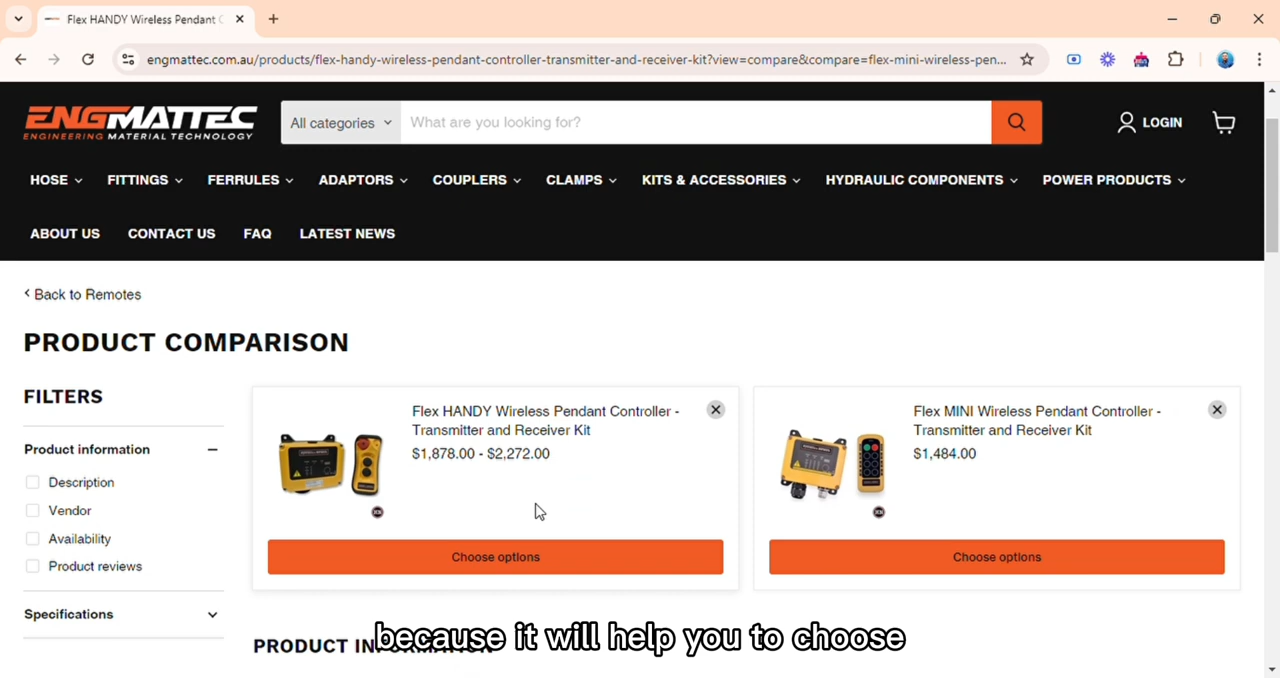 Flex HANDY Wireless Pendant C
engmattec.com.au/products/flex-handy-wireless-pendant-controller-transmitter-and-receiver-kit?view=compare&compare=flex-mini-wireless-pen...
ENGMATTEC
ENGINEERING MATERIAL TECHNOLOGY
All categories
What are you looking for?
LOGIN
HOSE
FITTINGS
FERRULES
ADAPTORS
COUPLERS
CLAMPS
KITS & ACCESSORIES
HYDRAULIC COMPONENTS
POWER PRODUCTS
ABOUT US
CONTACT US
FAQ
LATEST NEWS
Back to Remotes
PRODUCT COMPARISON
FILTERS
Product information
Description
Vendor
Availability
Product reviews
Specifications
Flex HANDY Wireless Pendant Controller -
Transmitter and Receiver Kit
$1,878.00 - $2,272.00
Choose options
Flex MINI Wireless Pendant Controller -
Transmitter and Receiver Kit
$1,484.00
Choose options
PRODUCT INFORMATION
because it will help you to choose